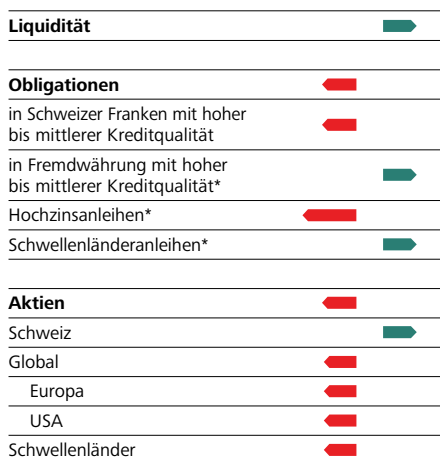 Liquidität
Obligationen
in Schweizer Franken mit hoher
bis mittlerer Kreditqualität
in Fremdwährung mit hoher
bis mittlerer Kreditqualität*
Hochzinsanleihen*
Schwellenländeranleihen*
Aktien
Schweiz
Global
Europa
USA
Schwellenländer